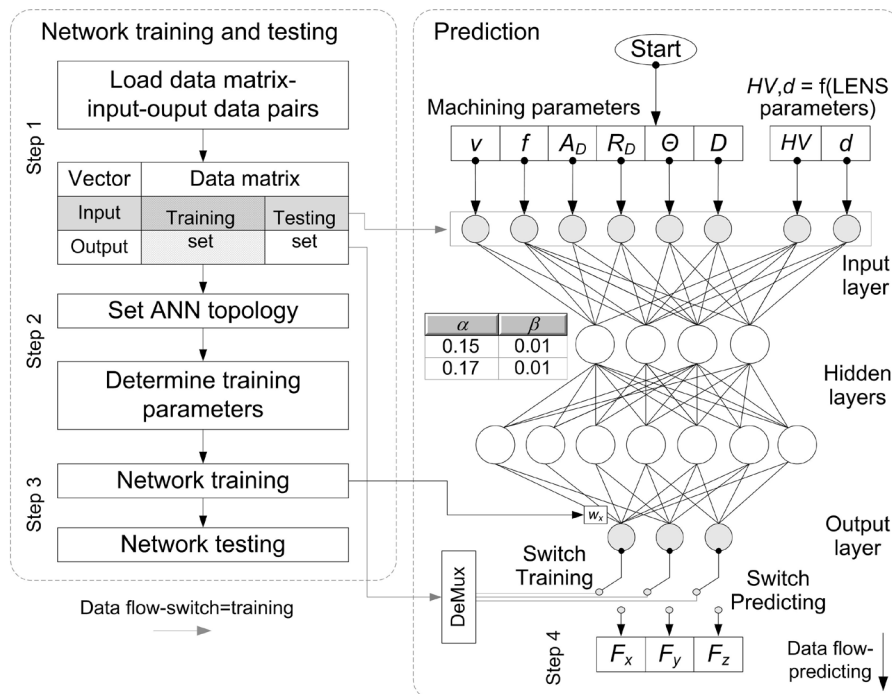 Network training and testing
Load data matrix-
input-ouput data pairs
Step 1
Vector Data matrix
Input Training Testing
Output set set
Set ANN topology
Step 2
Determine training
parameters
Network training
Step 3
Network testing
Data flow-switch=training
Prediction
Start
HV,d = f(LENS
parameters)
Machining parameters
v f A_D R_D Θ D HV d
Input
layer
α β
0.15 0.01
0.17 0.01
Hidden
layers
w_x
Output
layer
Switch
Training
Switch
Predicting
DeMux
Step 4
F_x F_y F_z
Data flow-
predicting